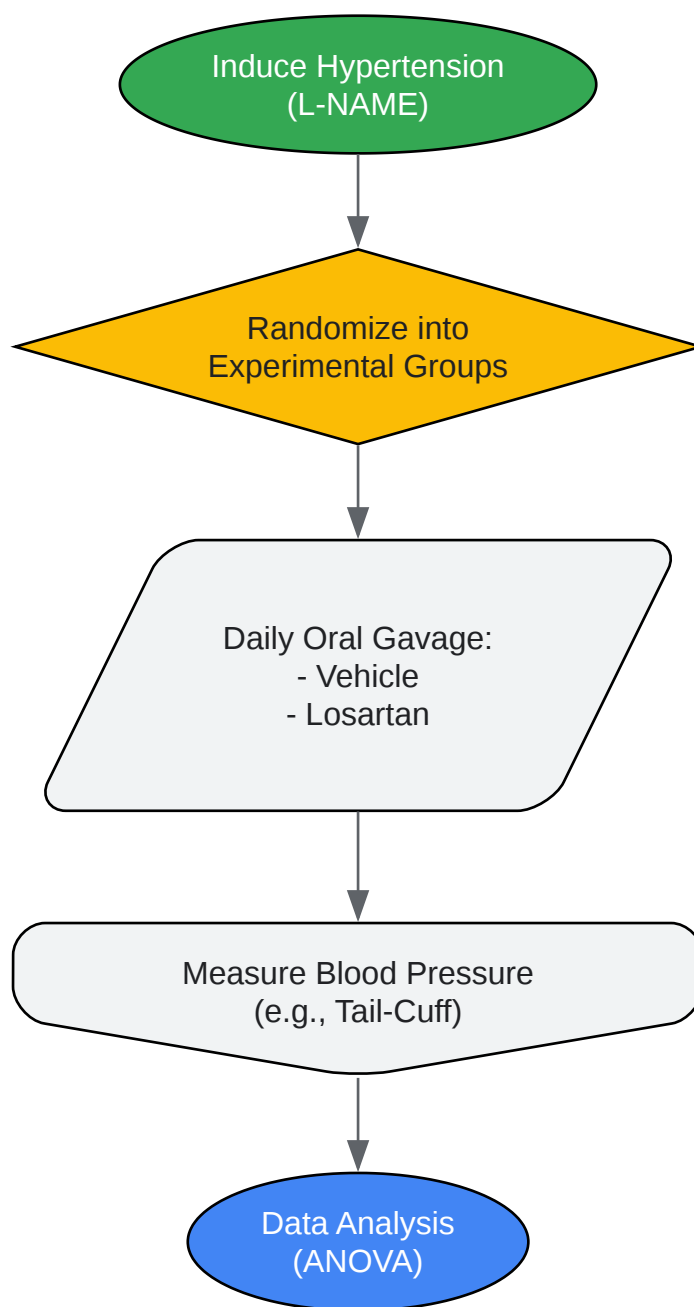 Induce Hypertension
(L-NAME)
Randomize into
Experimental Groups
Daily Oral Gavage:
- Vehicle
- Losartan
Measure Blood Pressure
(e.g., Tail-Cuff)
Data Analysis
(ANOVA)